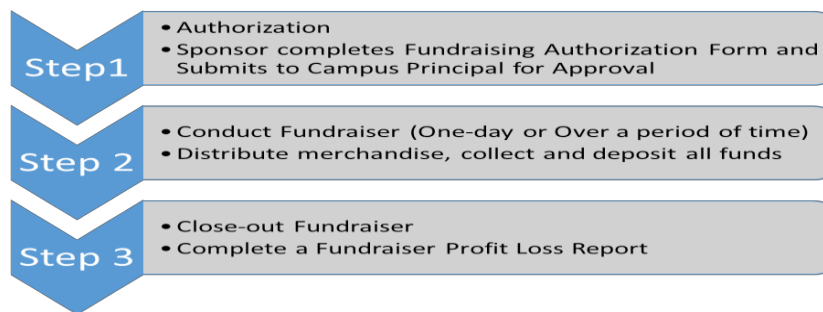 Step1
• Authorization
• Sponsor completes Fundraising Authorization Form and
Submits to Campus Principal for Approval
Step 2
• Conduct Fundraiser (One-day or Over a period of time)
• Distribute merchandise, collect and deposit all funds
Step 3
• Close-out Fundraiser
• Complete a Fundraiser Profit Loss Report